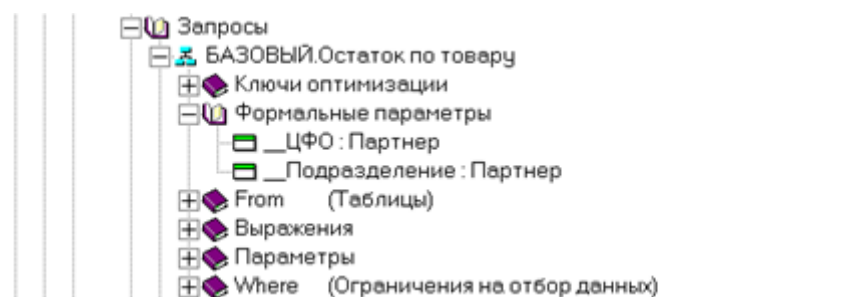 Запросы
БАЗОВЫЙ.Остаток по товару
Ключи оптимизации
Формальные параметры
__ЦФО : Партнер
__Подразделение : Партнер
From (Таблицы)
Выражения
Параметры
Where (Ограничения на отбор данных)